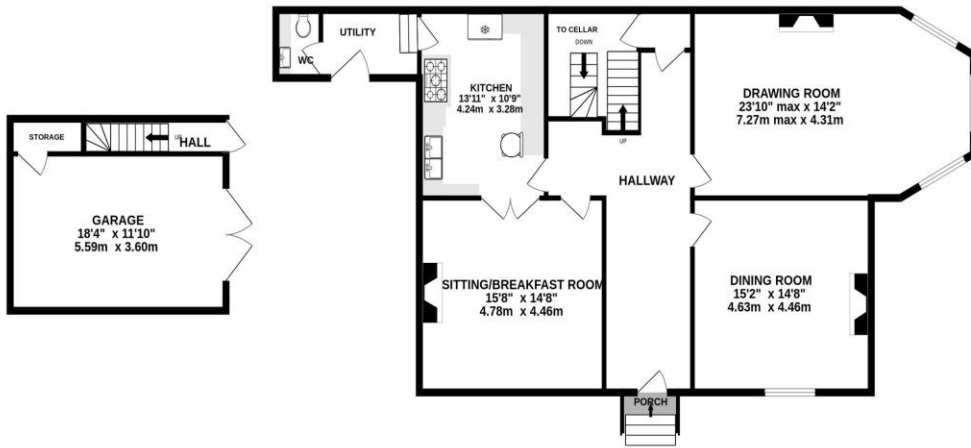 WC
UTILITY
KITCHEN
13'11" x 10'9"
4.24m x 3.28m
TO CELLAR
DOWN
UP
DRAWING ROOM
23'10" max x 14'2"
7.27m max x 4.31m
STORAGE
UP
HALL
GARAGE
18'4" x 11'10"
5.59m x 3.60m
HALLWAY
SITTING/BREAKFAST ROOM
15'8" x 14'8"
4.78m x 4.46m
DINING ROOM
15'2" x 14'8"
4.63m x 4.46m
PORCH